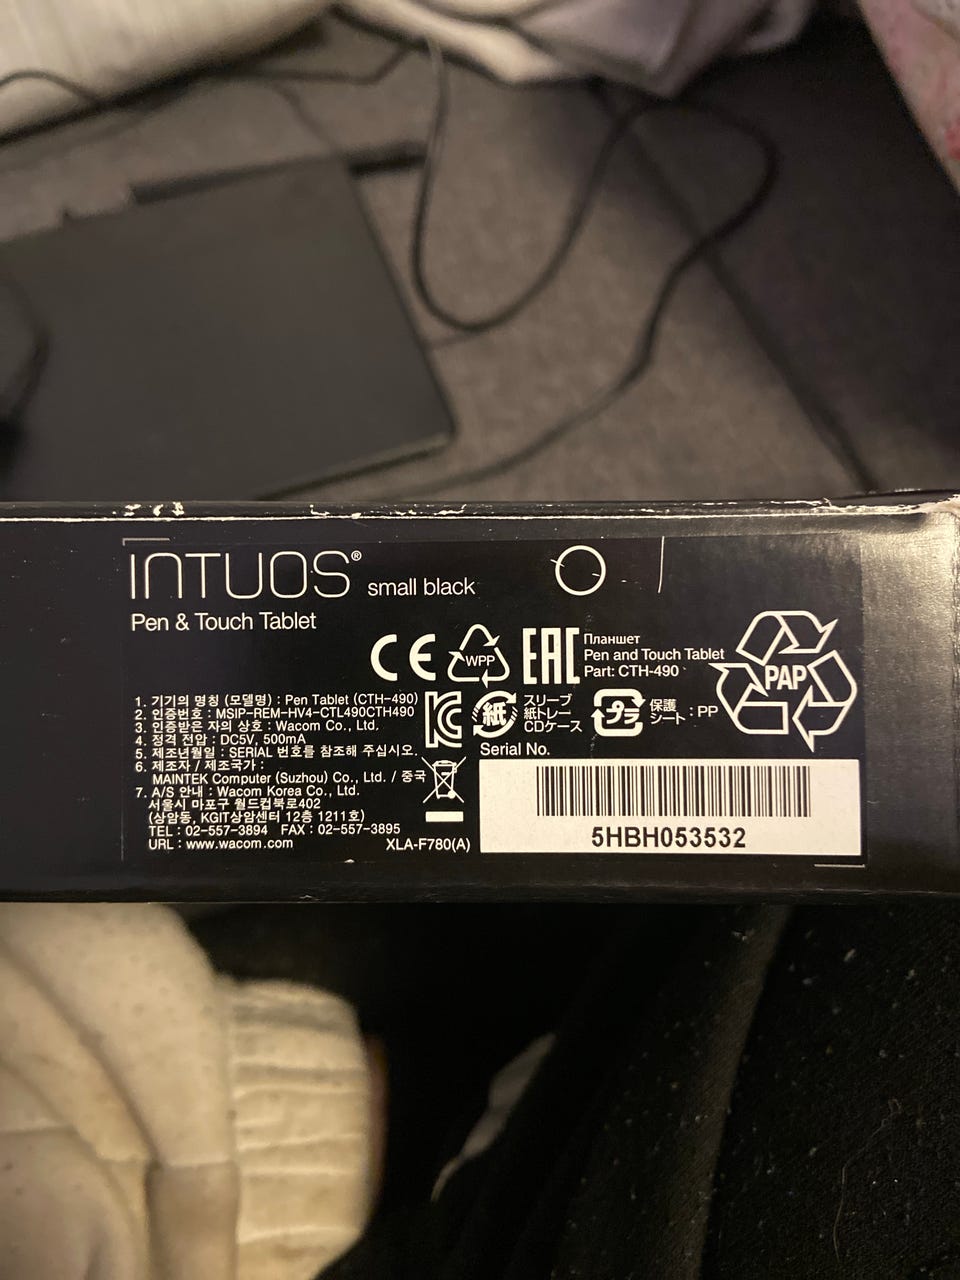 INTUOS® small black
Pen & Touch Tablet
CE
WPP
EAC
Планшет
Pen and Touch Tablet
Part: CTH-490
PAP
1. 기기의 명칭 (모델명) : Pen Tablet (CTH-490)
2. 인증번호 : MSIP-REM-HV4-CTL490CTH490
3. 인증받은 자의 상호 : Wacom Co., Ltd.
4. 정격 전압 : DC5V, 500mA
5. 제조년월일 : SERIAL 번호를 참조해 주십시오.
6. 제조자 / 제조국가 :
MAINTEK Computer (Suzhou) Co., Ltd. / 중국
7. A/S 안내 : Wacom Korea Co., Ltd.
서울시 마포구 월드컵북로402
(상암동, KGIT상암센터 12층 1211호)
TEL : 02-557-3894 FAX : 02-557-3895
URL : www.wacom.com
KC
紙
スリーブ
紙トレー
CDケース
プラ
保護
シート : PP
XLA-F780(A)
Serial No.
5HBH053532